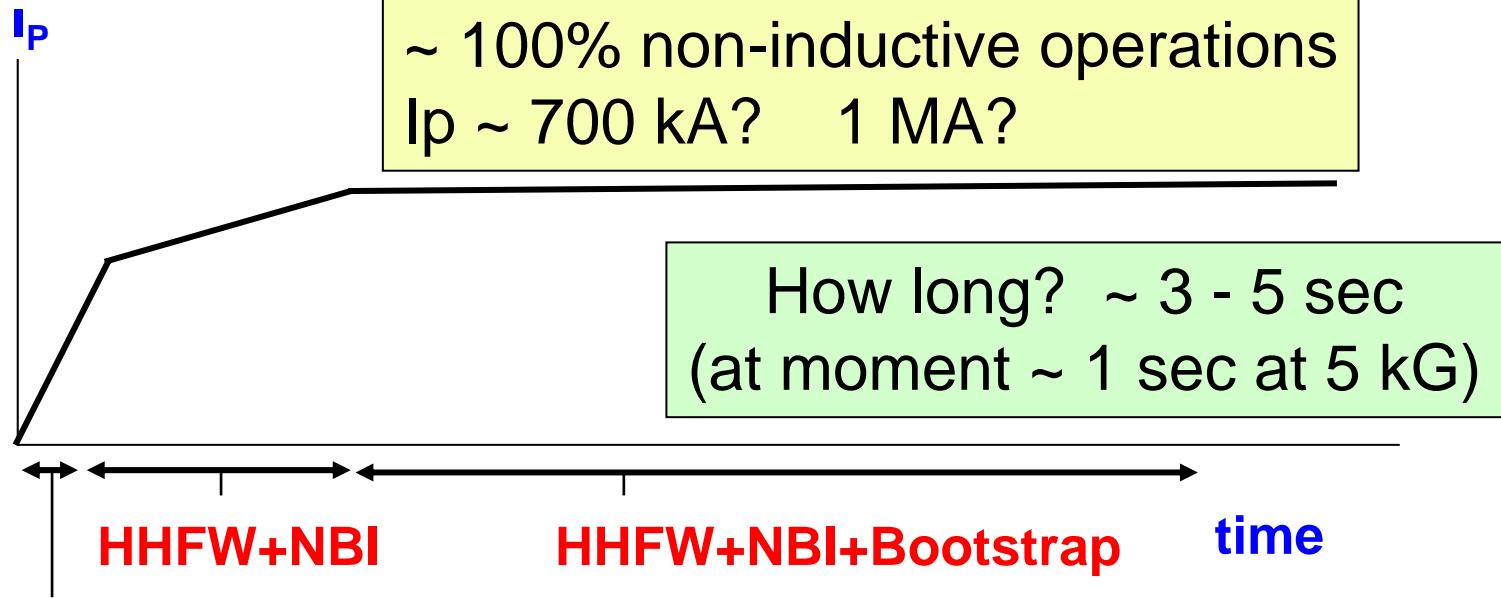 IP
~ 100% non-inductive operations
Ip ~ 700 kA? 1 MA?
How long? ~ 3 - 5 sec
(at moment ~ 1 sec at 5 kG)
HHFW+NBI HHFW+NBI+Bootstrap time